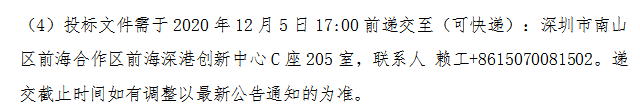 （4）投标文件需于 2020 年 12 月 5 日 17:00 前递交至（可快递）：深圳市南山
区前海合作区前海深港创新中心 C 座 205 室，联系人 赖工+8615070081502。递
交截止时间如有调整以最新公告通知的为准。